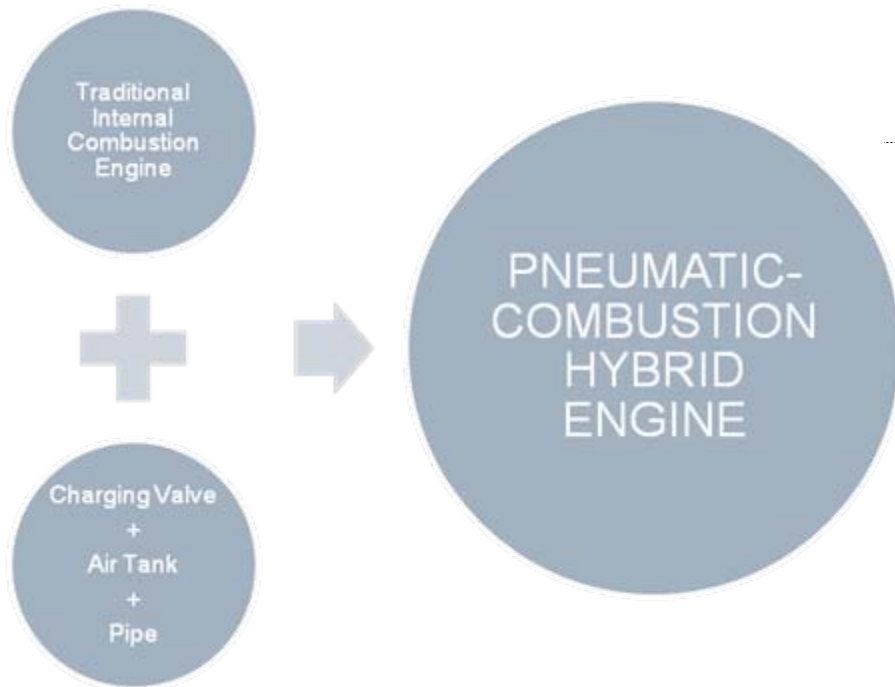 Traditional
Internal
Combustion
Engine
Charging Valve
+
Air Tank
+
Pipe
PNEUMATIC-
COMBUSTION
HYBRID
ENGINE